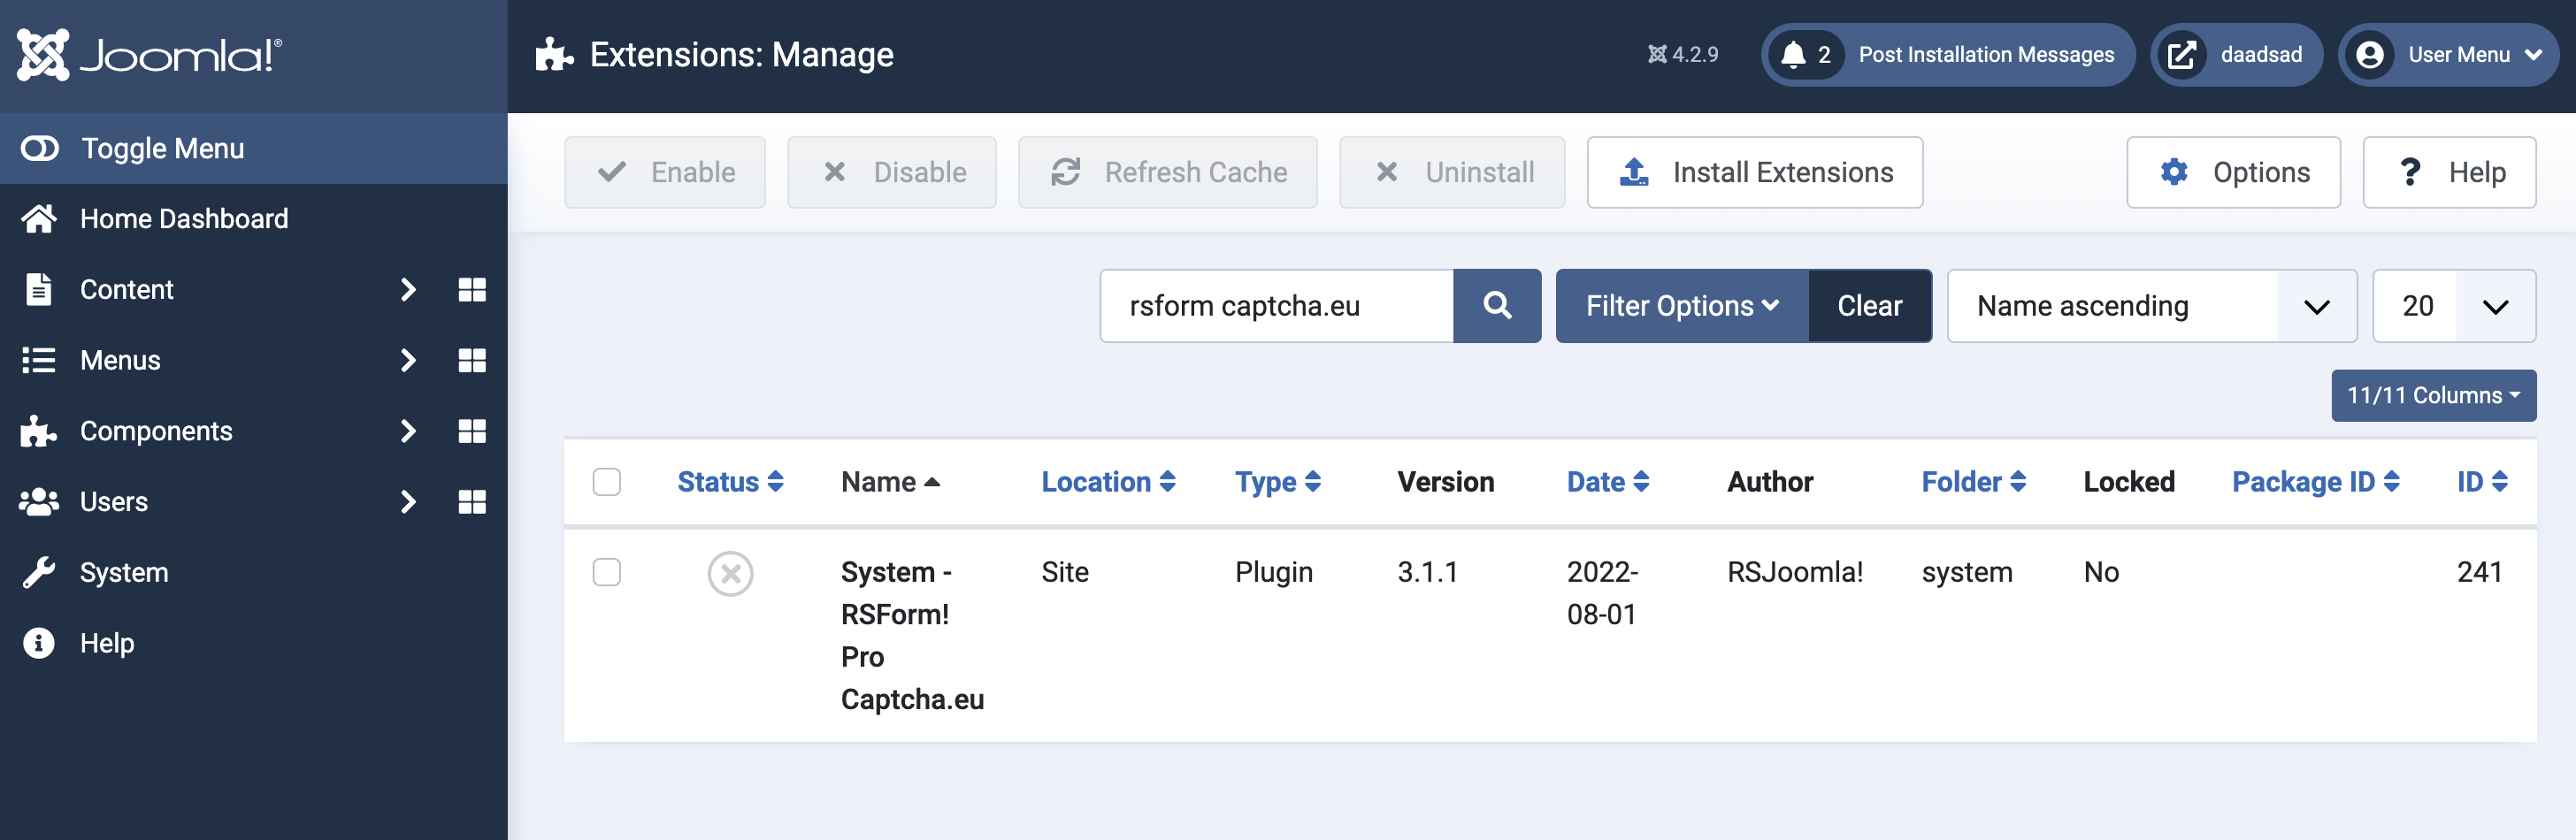 Joomla!®
Extensions: Manage
4.2.9
2 Post Installation Messages
daadsad
User Menu
Toggle Menu
Home Dashboard
Content
Menus
Components
Users
System
Help
Enable
Disable
Refresh Cache
Uninstall
Install Extensions
Options
? Help
rsform captcha.eu
Filter Options
Clear
Name ascending
20
11/11 Columns
Status Name Location Type Version Date Author Folder Locked Package ID ID
System - Site Plugin 3.1.1 2022- RSJoomla! system No 241
RSForm! 08-01
Pro
Captcha.eu